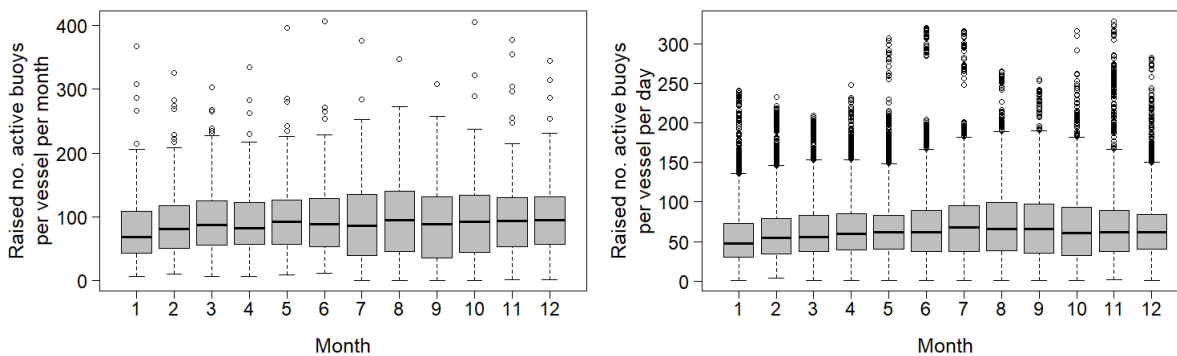 Raised no. active buoys
per vessel per month
400
300
200
100
0
1 2 3 4 5 6 7 8 9 10 11 12
Month
Raised no. active buoys
per vessel per day
300
250
200
150
100
50
0
1 2 3 4 5 6 7 8 9 10 11 12
Month